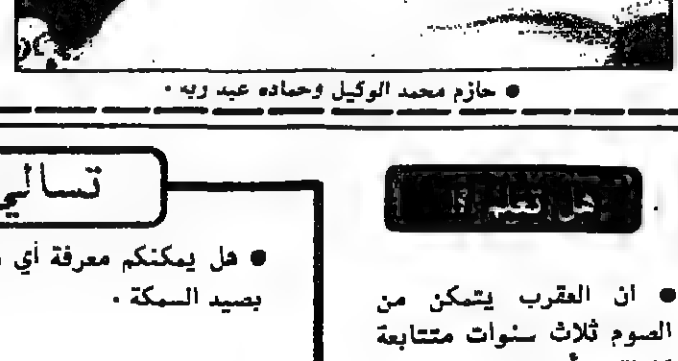 ● حازم محمد الوكيل وحماده عبد ربه .
هل تعلم ؟
● ان العقرب يتمكن من
الصوم ثلاث سنوات متتابعة
تسالي
● هل يمكنكم معرفة أي
بصيد السمكة .